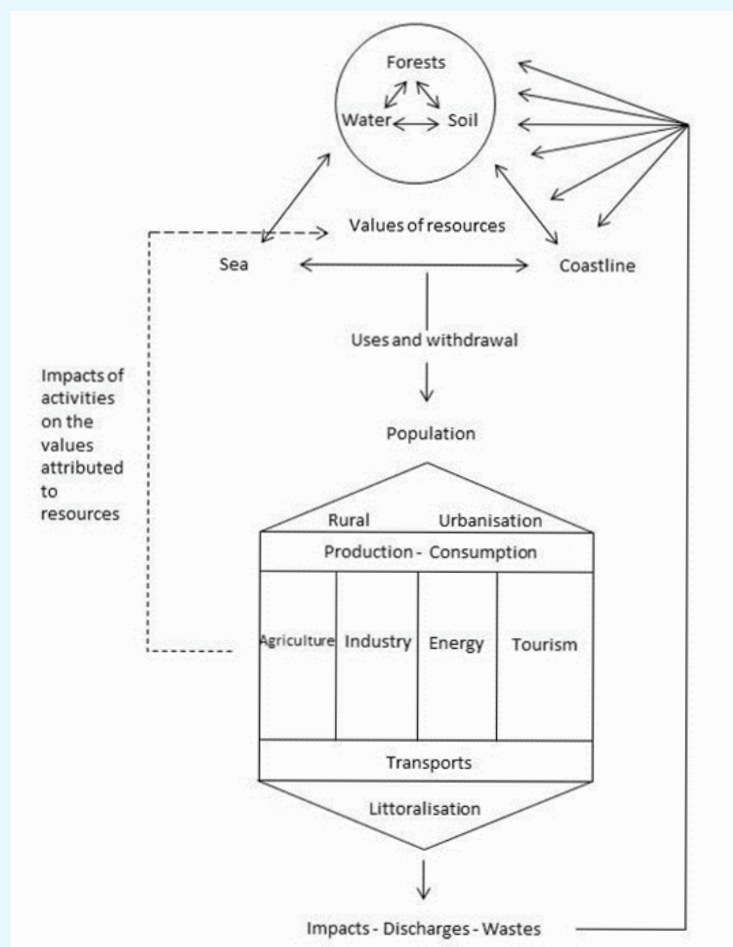 Forests
Water
Soil
Values of resources
Sea
Coastline
Uses and withdrawal
Impacts of
activities
on the
values
attributed
to
resources
Population
Rural
Urbanisation
Production - Consumption
Agriculture
Industry
Energy
Tourism
Transports
Littoralisation
Impacts - Discharges - Wastes